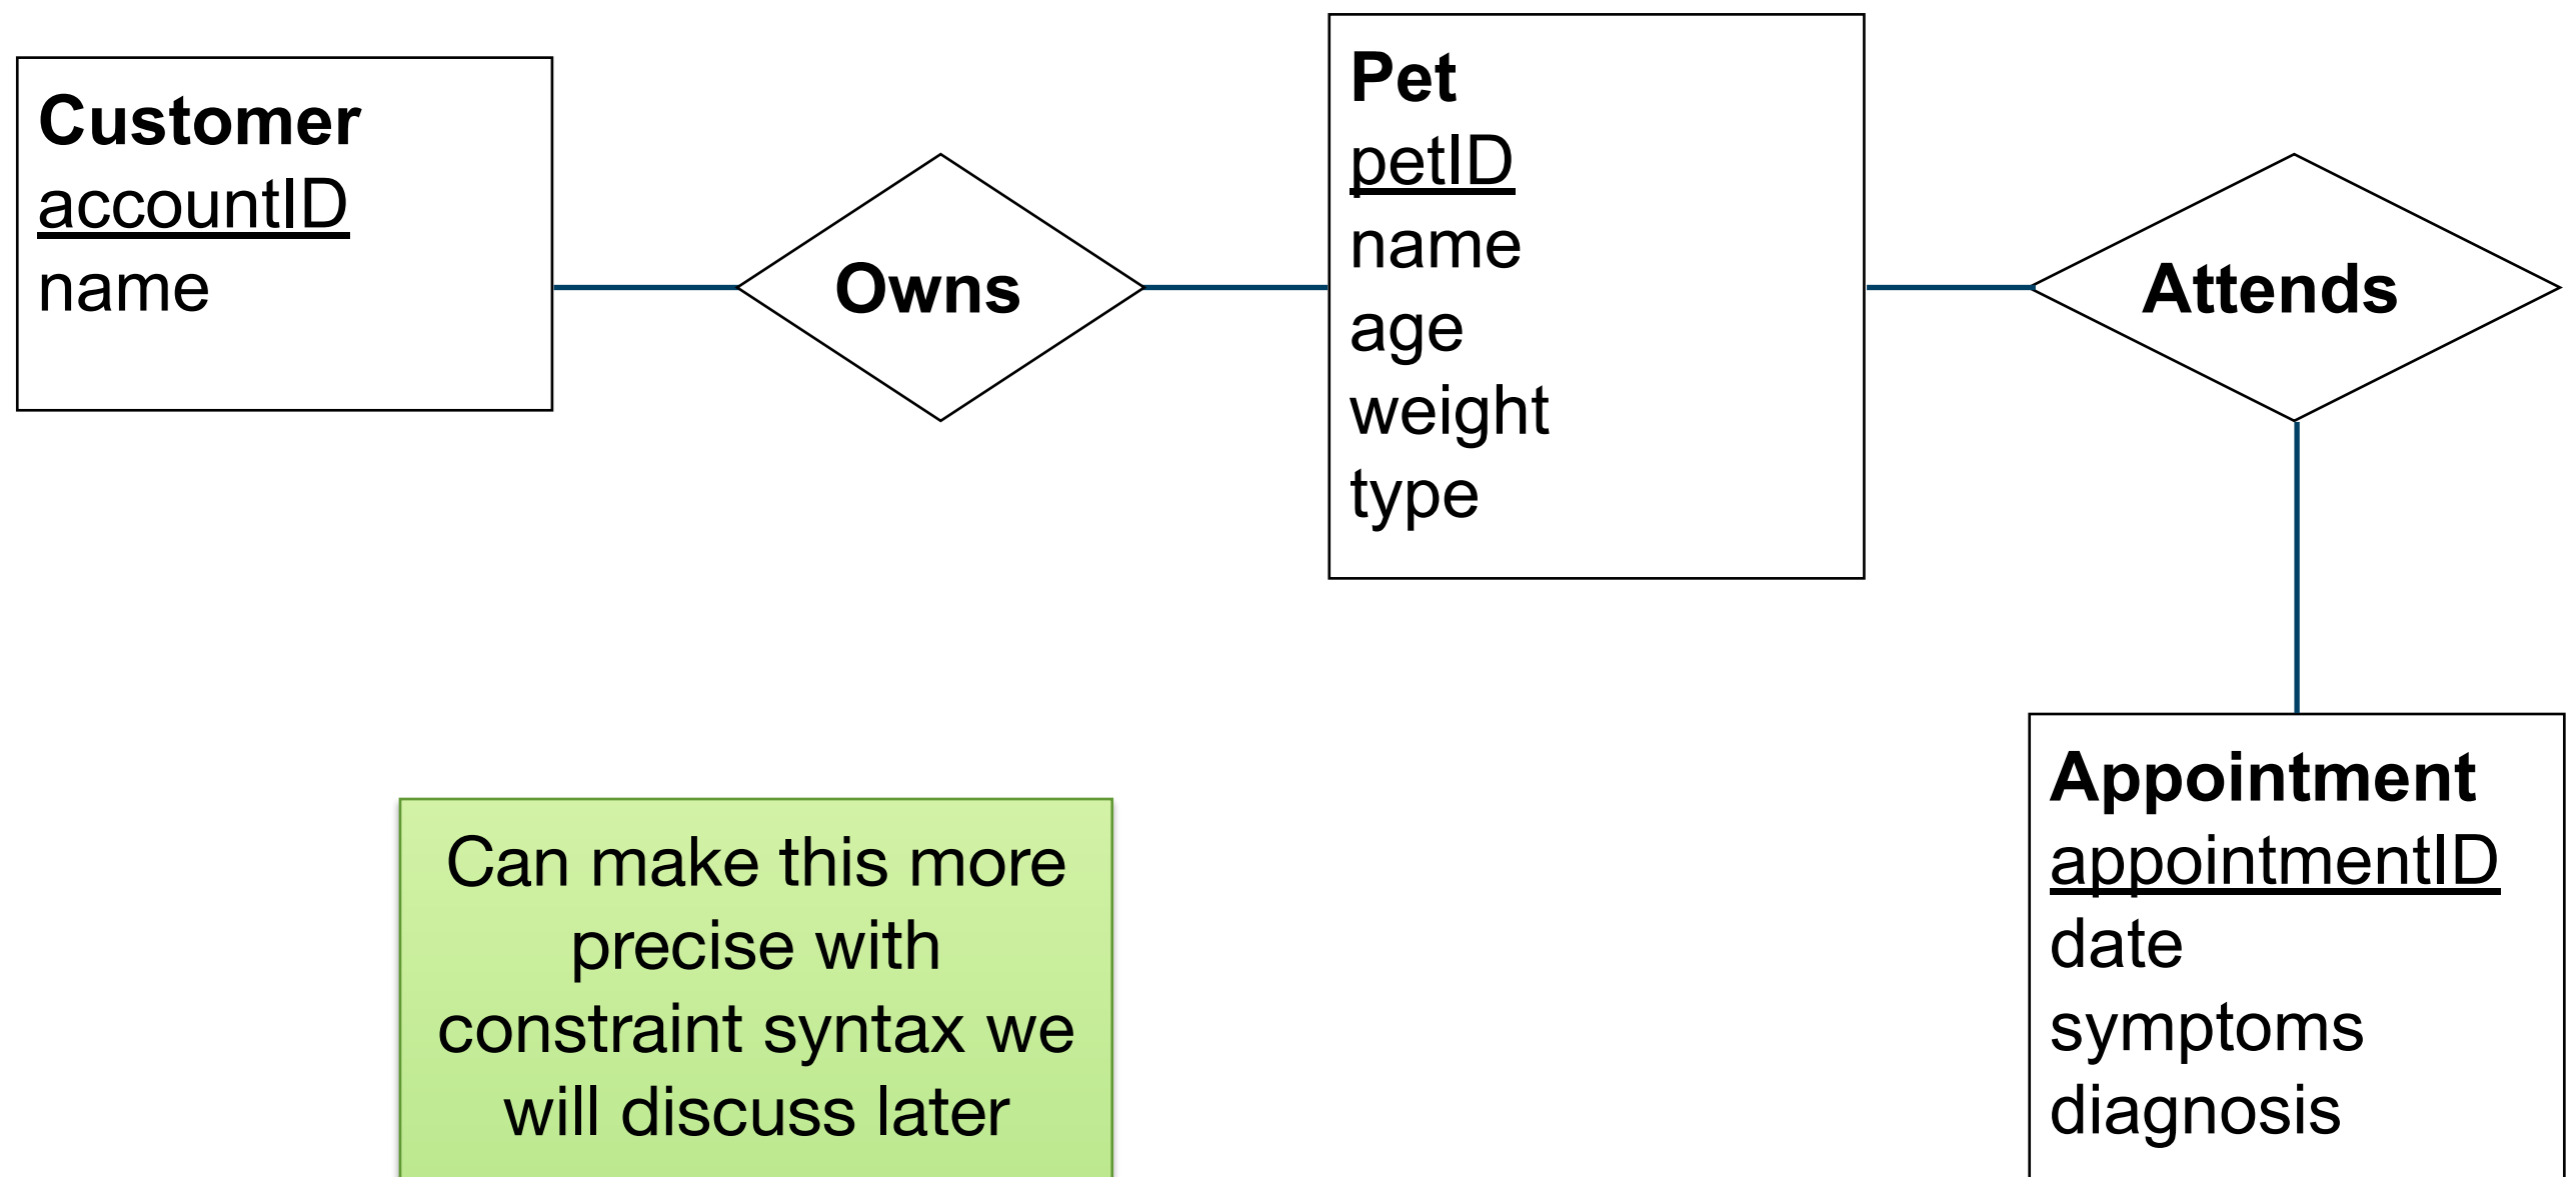 Customer
accountID
name
Owns
Pet
petID
name
age
weight
type
Attends
Appointment
appointmentID
date
symptoms
diagnosis
Can make this more
precise with
constraint syntax we
will discuss later